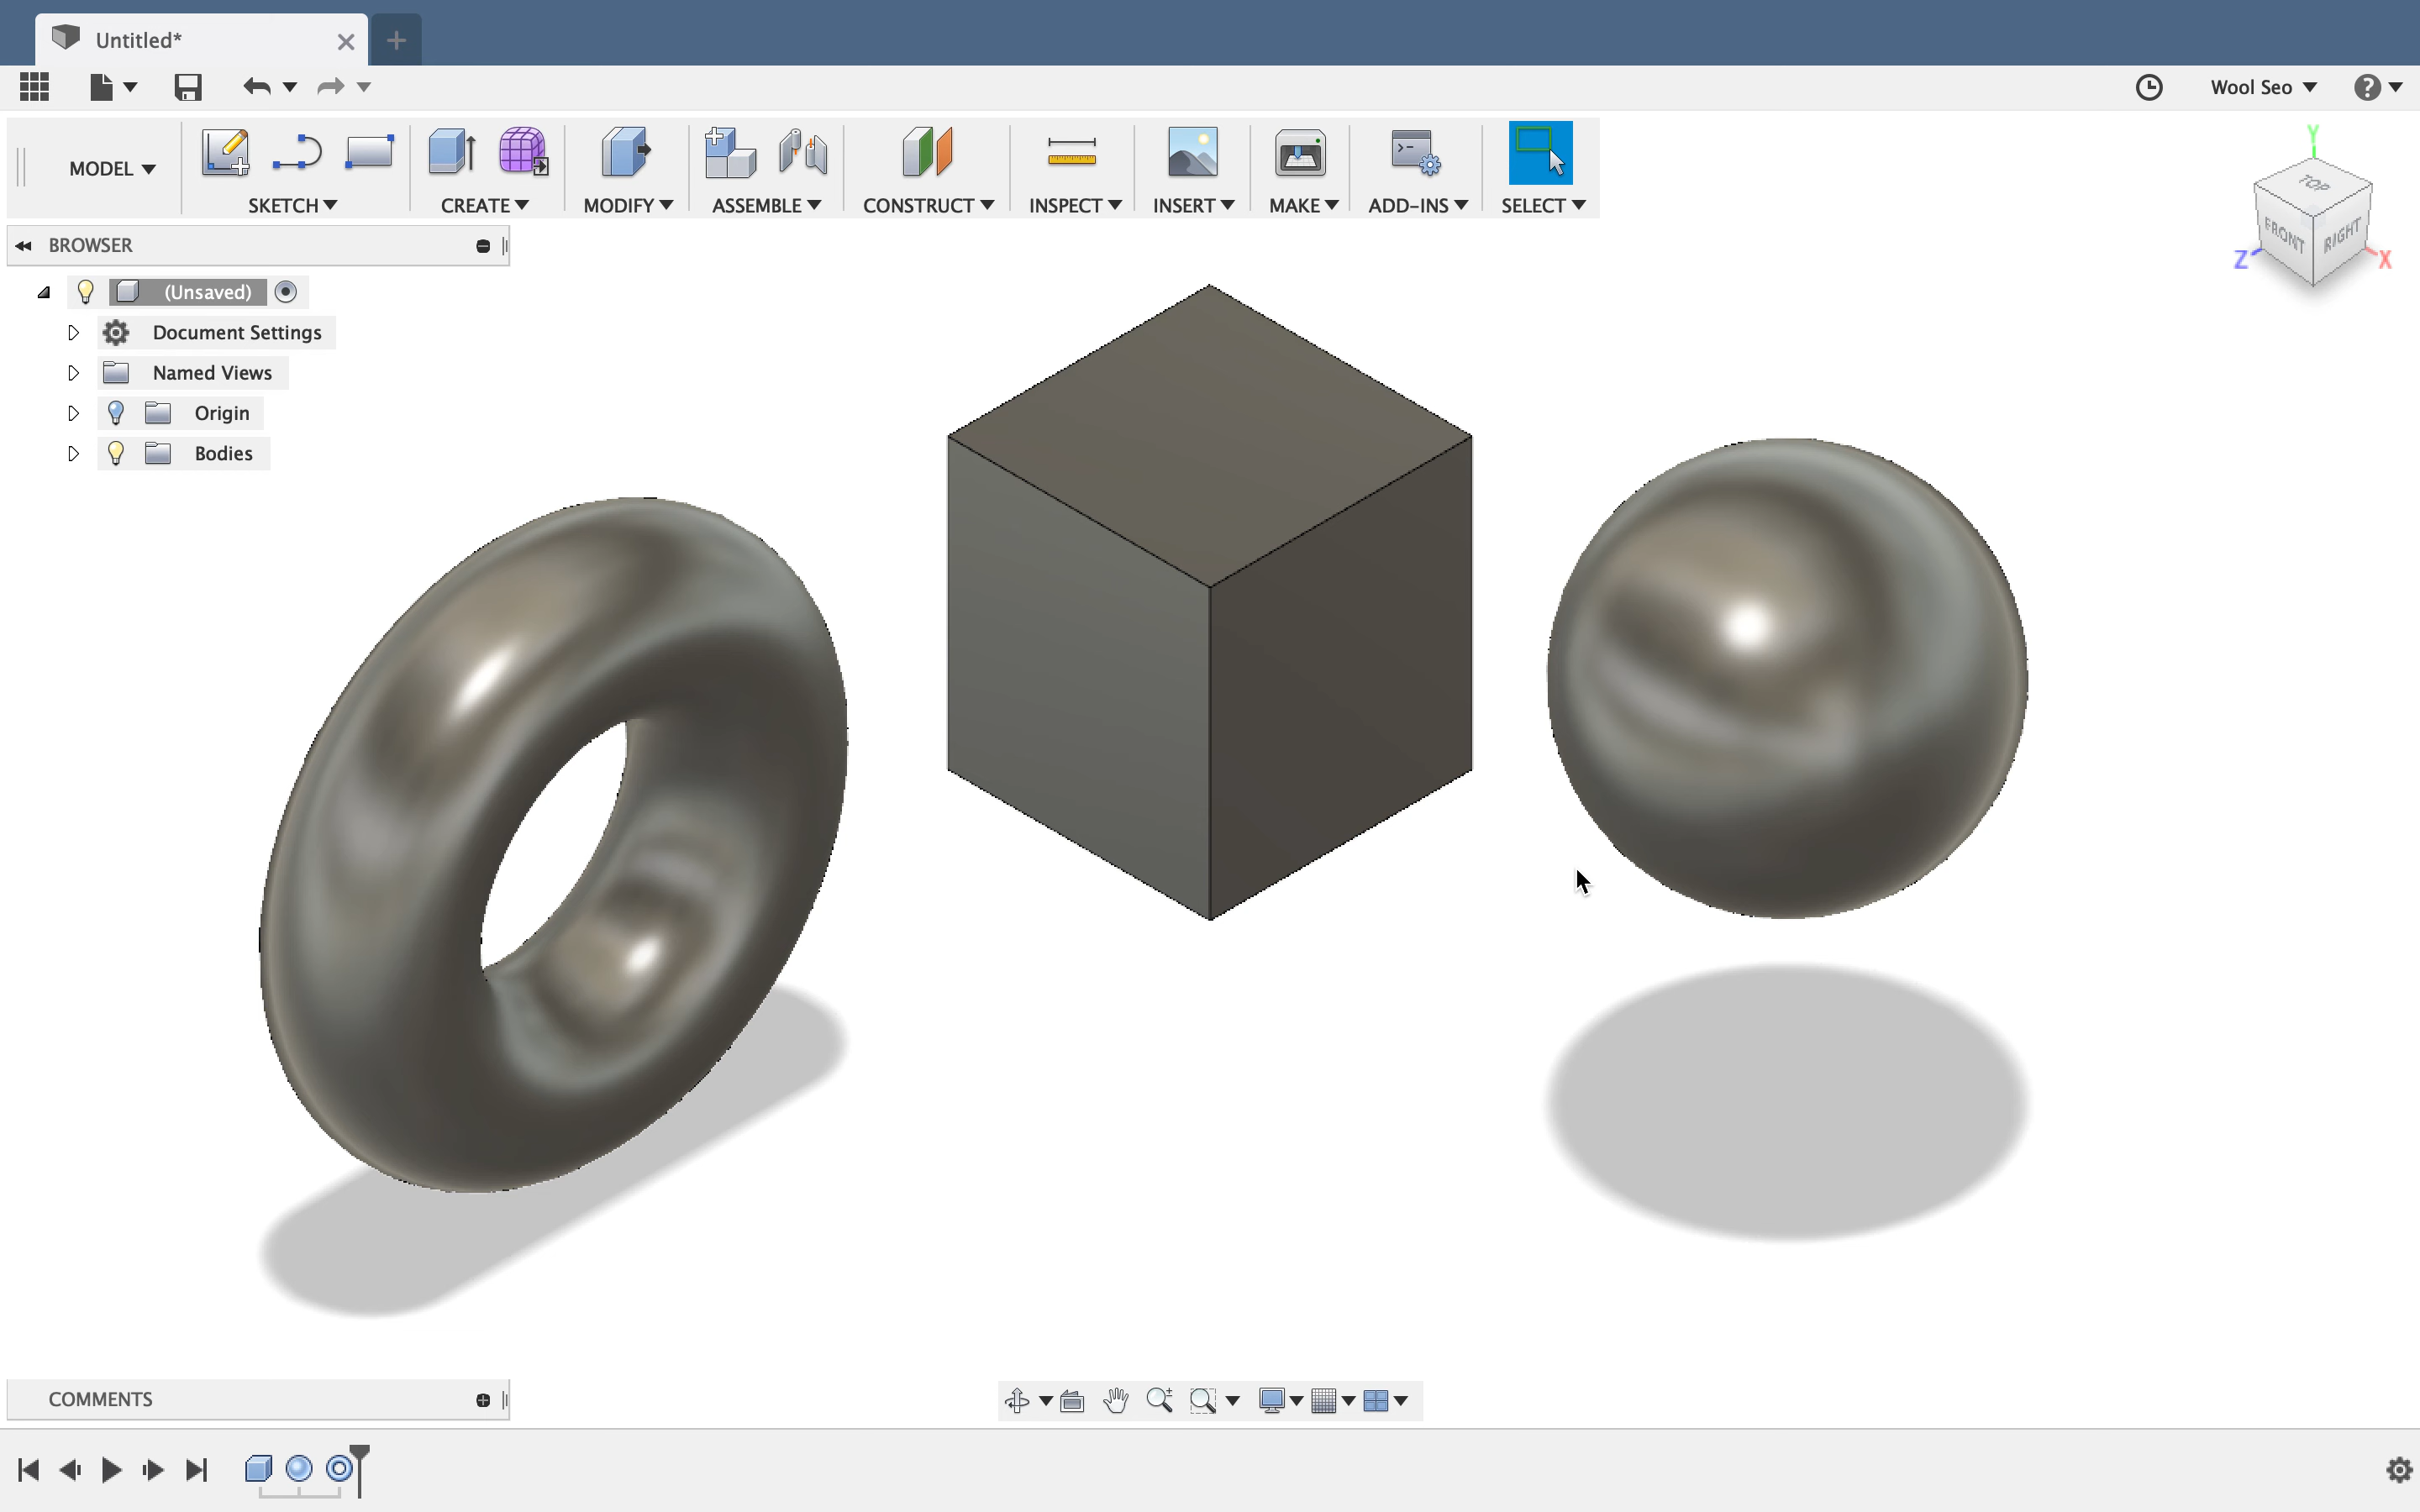 Untitled*
Wool Seo
MODEL
SKETCH
CREATE
MODIFY
ASSEMBLE
CONSTRUCT
INSPECT
INSERT
MAKE
ADD-INS
SELECT
Y
TOP
FRONT
RIGHT
Z
X
BROWSER
(Unsaved)
Document Settings
Named Views
Origin
Bodies
COMMENTS